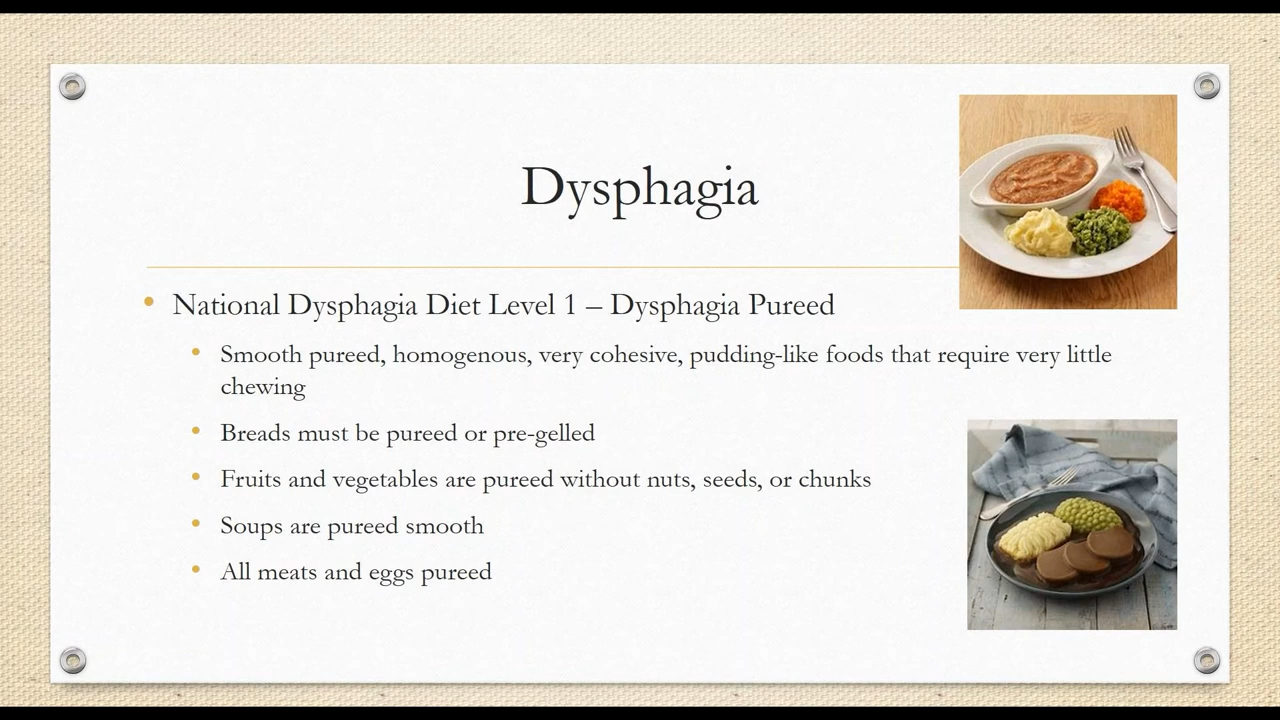 Dysphagia
• National Dysphagia Diet Level 1 – Dysphagia Pureed
• Smooth pureed, homogenous, very cohesive, pudding-like foods that require very little
chewing
• Breads must be pureed or pre-gelled
• Fruits and vegetables are pureed without nuts, seeds, or chunks
• Soups are pureed smooth
• All meats and eggs pureed